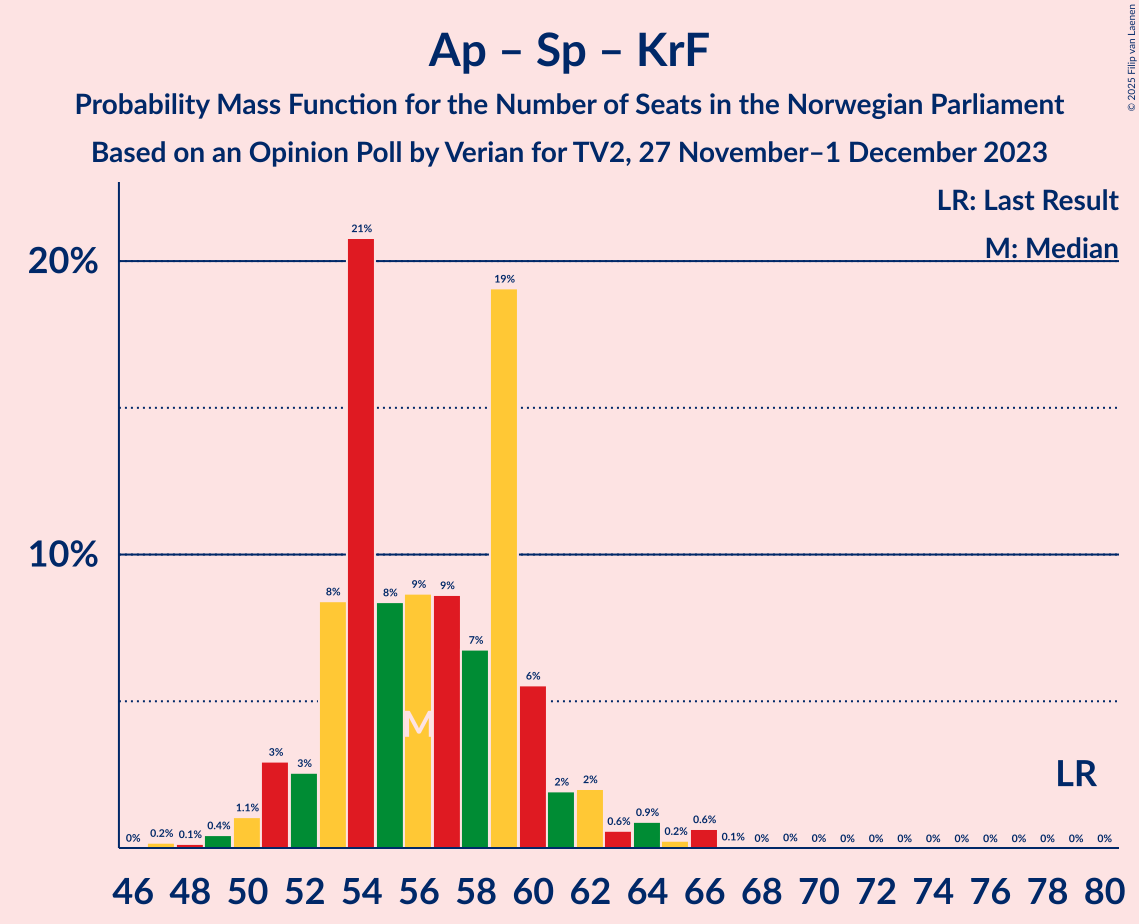 Ap – Sp – KrF
Probability Mass Function for the Number of Seats in the Norwegian Parliament
Based on an Opinion Poll by Verian for TV2, 27 November–1 December 2023
© 2025 Filip van Laenen
LR: Last Result
M: Median
20%
10%
0% 0.2% 0.1% 0.4% 1.1% 3% 3% 8% 21% 8% 9% 9% 7% 19% 6% 2% 2% 0.6% 0.9% 0.2% 0.6% 0.1% 0% 0% 0% 0% 0% 0% 0% 0% 0% 0% 0% 0% 0%
M
LR
46 48 50 52 54 56 58 60 62 64 66 68 70 72 74 76 78 80